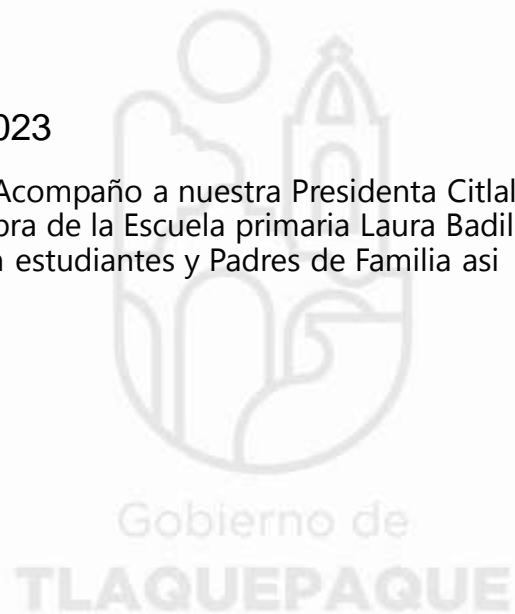 023
Acompaño a nuestra Presidenta Citlal
bra de la Escuela primaria Laura Badil
n estudiantes y Padres de Familia asi
Gobierno de
TLAQUEPAQUE